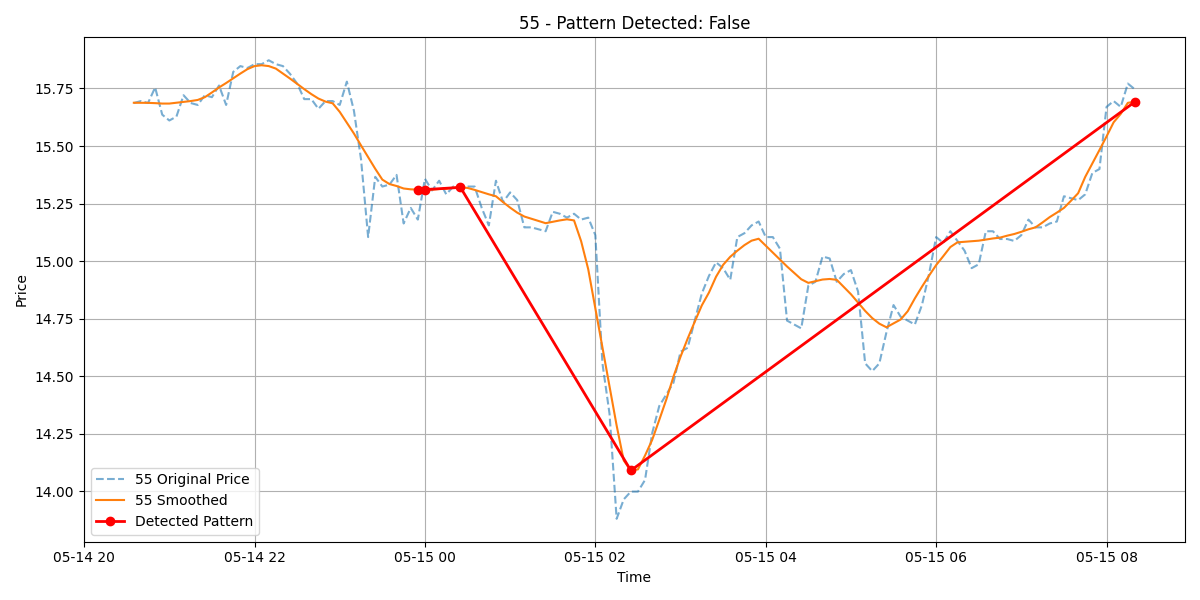 55 - Pattern Detected: False
Price
15.75
15.50
15.25
15.00
14.75
14.50
14.25
14.00
55 Original Price
55 Smoothed
Detected Pattern
05-14 20 05-14 22 05-15 00 05-15 02 05-15 04 05-15 06 05-15 08
Time